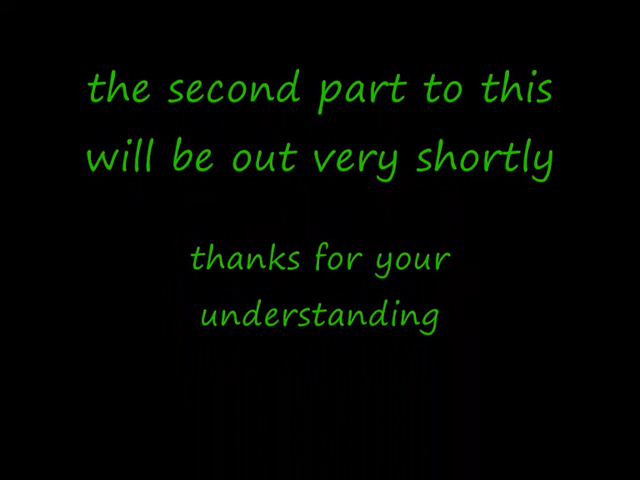 the second part to this
will be out very shortly
thanks for your
understanding